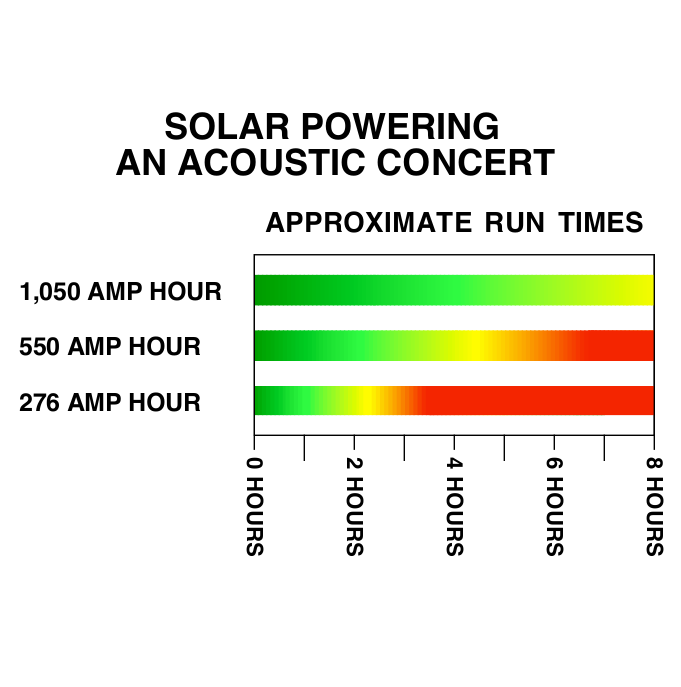 SOLAR POWERING
AN ACOUSTIC CONCERT
APPROXIMATE RUN TIMES
1,050 AMP HOUR
550 AMP HOUR
276 AMP HOUR
0 HOURS
2 HOURS
4 HOURS
6 HOURS
8 HOURS